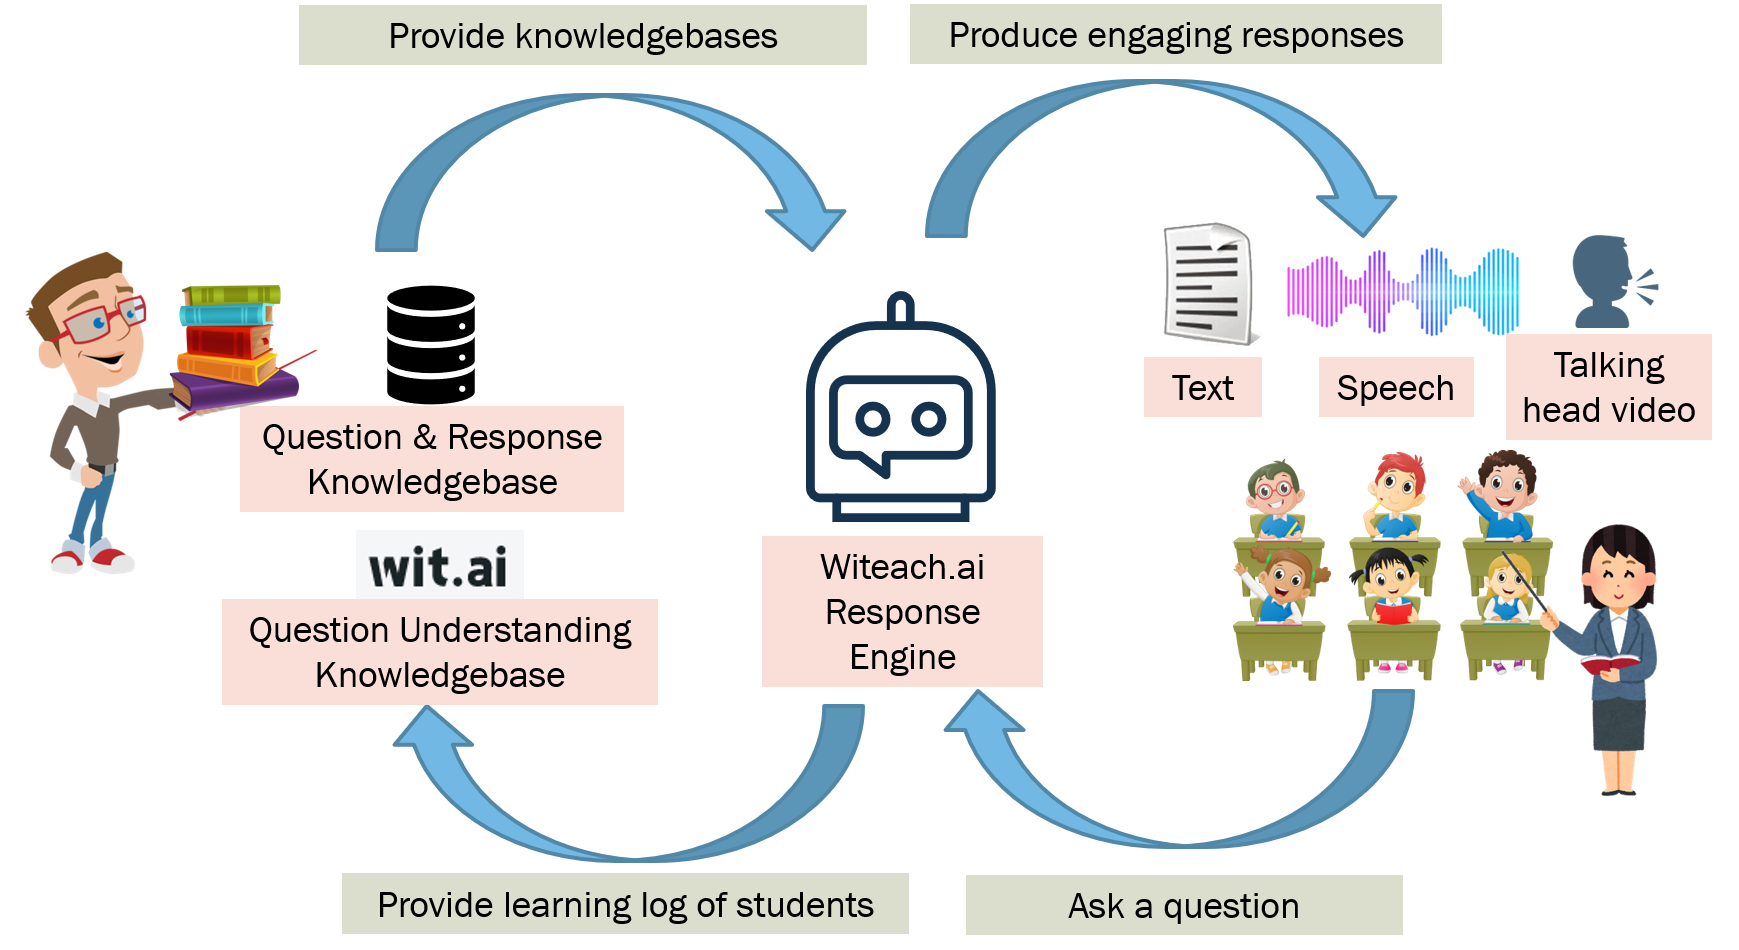 Provide knowledgebases
Produce engaging responses
Question & Response
Knowledgebase
wit.ai
Question Understanding
Knowledgebase
Witeach.ai
Response
Engine
Text
Speech
Talking
head video
Provide learning log of students
Ask a question